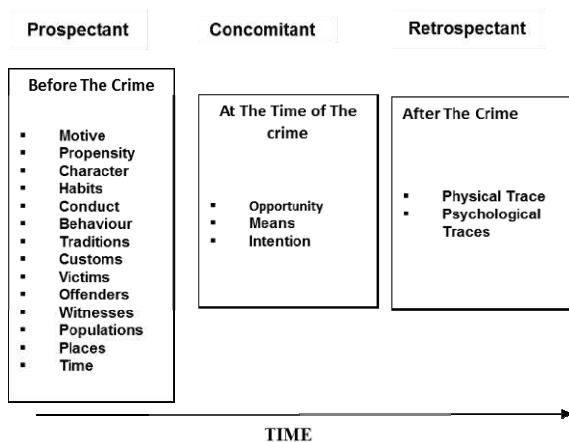 Prospectant
Concomitant
Retrospectant
Before The Crime
Motive
Propensity
Character
Habits
Conduct
Behaviour
Traditions
Customs
Victims
Offenders
Witnesses
Populations
Places
Time
At The Time of The
crime
Opportunity
Means
Intention
After The Crime
Physical Trace
Psychological
Traces
TIME